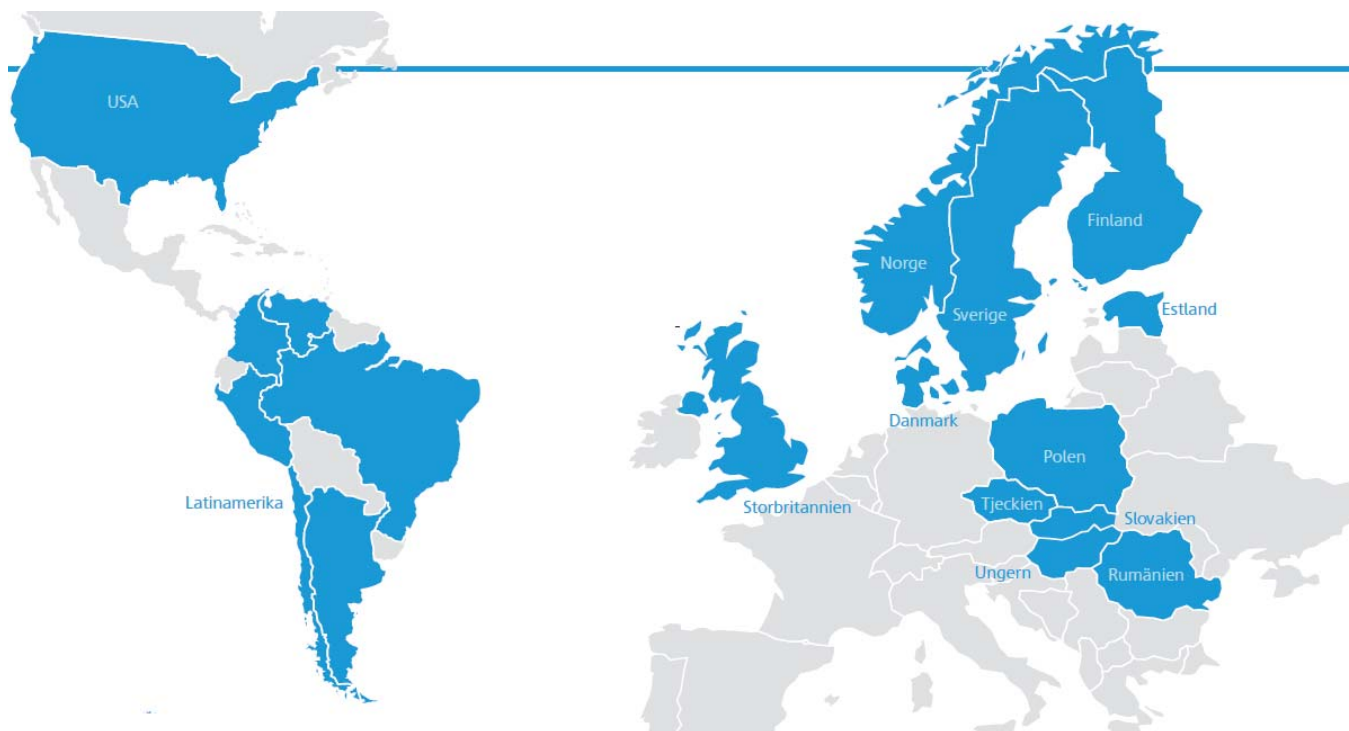 USA
Finland
Norge
Estland
Sverige
Danmark
Polen
Latinamerika
Storbritannien
Tjeckien
Slovakien
Ungern
Rumänien